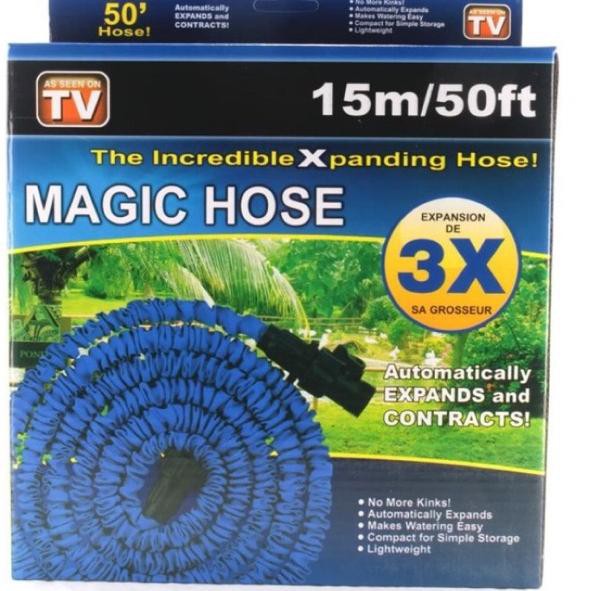 50'
Hose!
Automatically
EXPANDS and
CONTRACTS!
• No More Kinks!
• Automatically Expands
• Makes Watering Easy
• Compact for Simple Storage
• Lightweight
AS SEEN ON
TV
AS SEEN ON
TV
15m/50ft
The Incredible Xpanding Hose!
MAGIC HOSE
EXPANSION
DE
3X
SA GROSSEUR
Automatically
EXPANDS and
CONTRACTS!
• No More Kinks!
• Automatically Expands
• Makes Watering Easy
• Compact for Simple Storage
• Lightweight